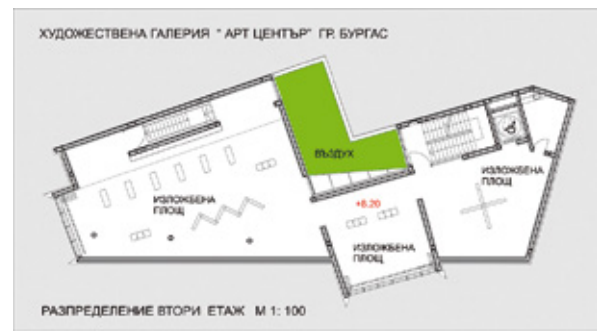 ХУДОЖЕСТВЕНА ГАЛЕРИЯ " АРТ ЦЕНТЪР" ГР. БУРГАС
ВЪЗДУХ
ИЗЛОЖБЕНА
ПЛОЩ
ИЗЛОЖБЕНА
ПЛОЩ
+8.20
ИЗЛОЖБЕНА
ПЛОЩ
РАЗПРЕДЕЛЕНИЕ ВТОРИ ЕТАЖ М 1: 100